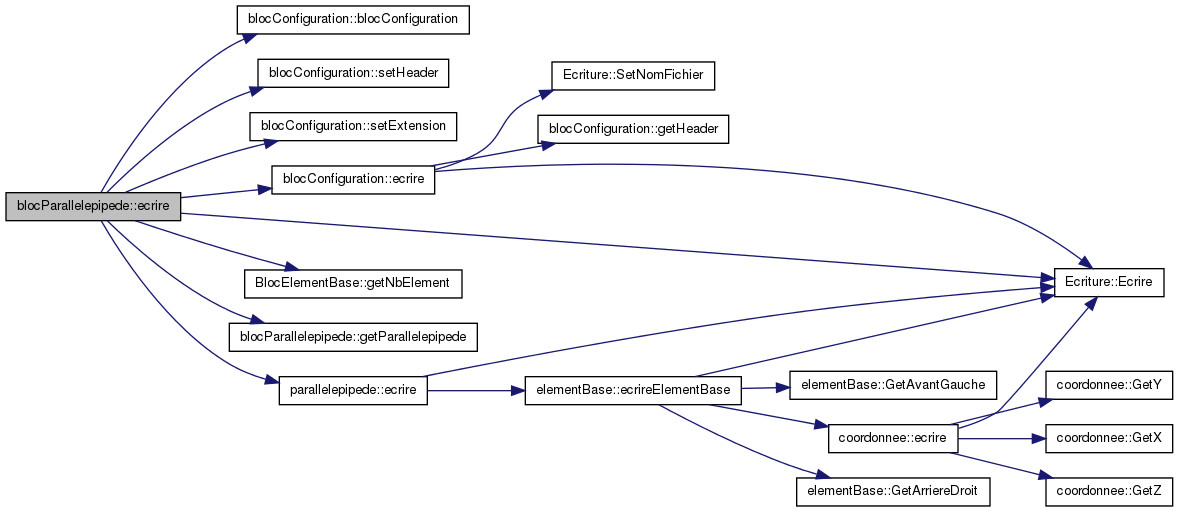 blocConfiguration::blocConfiguration
blocConfiguration::setHeader
Ecriture::SetNomFichier
blocConfiguration::setExtension
blocConfiguration::getHeader
blocConfiguration::ecrire
blocParallelepipede::ecrire
BlocElementBase::getNbElement
Ecriture::Ecrire
blocParallelepipede::getParallelepipede
parallelepipede::ecrire
elementBase::ecrireElementBase
elementBase::GetAvantGauche
coordonnee::GetY
coordonnee::ecrire
coordonnee::GetX
elementBase::GetArriereDroit
coordonnee::GetZ